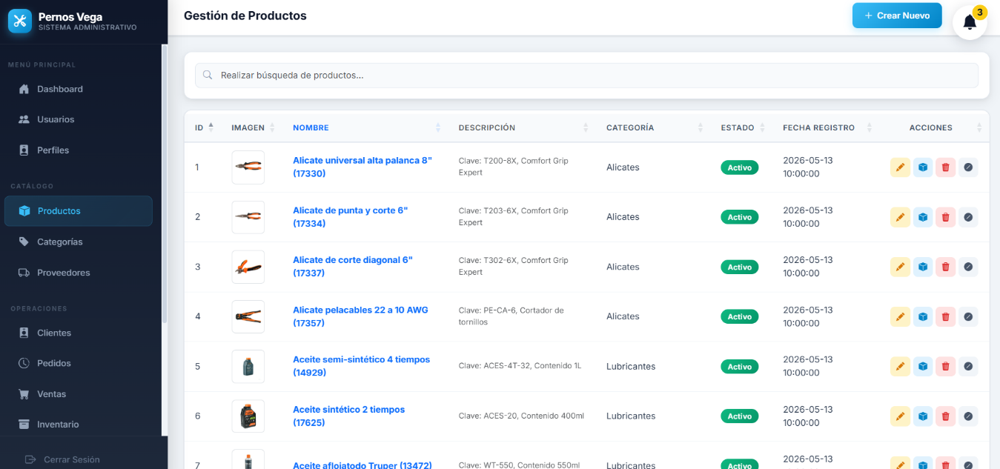 Pernos Vega
SISTEMA ADMINISTRATIVO
MENÚ PRINCIPAL
Dashboard
Usuarios
Perfiles
CATÁLOGO
Productos
Categorías
Proveedores
OPERACIONES
Clientes
Pedidos
Ventas
Inventario
Cerrar Sesión
Gestión de Productos
+ Crear Nuevo
3
Realizar búsqueda de productos...
ID IMAGEN NOMBRE DESCRIPCIÓN CATEGORÍA ESTADO FECHA REGISTRO ACCIONES
1 Alicate universal alta palanca 8" (17330) Clave: T200-8X, Comfort Grip Expert Alicates Activo 2026-05-13 10:00:00
2 Alicate de punta y corte 6" (17334) Clave: T203-6X, Comfort Grip Expert Alicates Activo 2026-05-13 10:00:00
3 Alicate de corte diagonal 6" (17337) Clave: T302-6X, Comfort Grip Expert Alicates Activo 2026-05-13 10:00:00
4 Alicate pelacables 22 a 10 AWG (17357) Clave: PE-CA-6, Cortador de tornillos Alicates Activo 2026-05-13 10:00:00
5 Aceite semi-sintético 4 tiempos (14929) Clave: ACES-4T-32, Contenido 1L Lubricantes Activo 2026-05-13 10:00:00
6 Aceite sintético 2 tiempos (17625) Clave: ACES-20, Contenido 400ml Lubricantes Activo 2026-05-13 10:00:00
7 Aceite aflojatodo Truper (13472) Clave: WT-550, Contenido 550ml Lubricantes Activo 2026-05-13